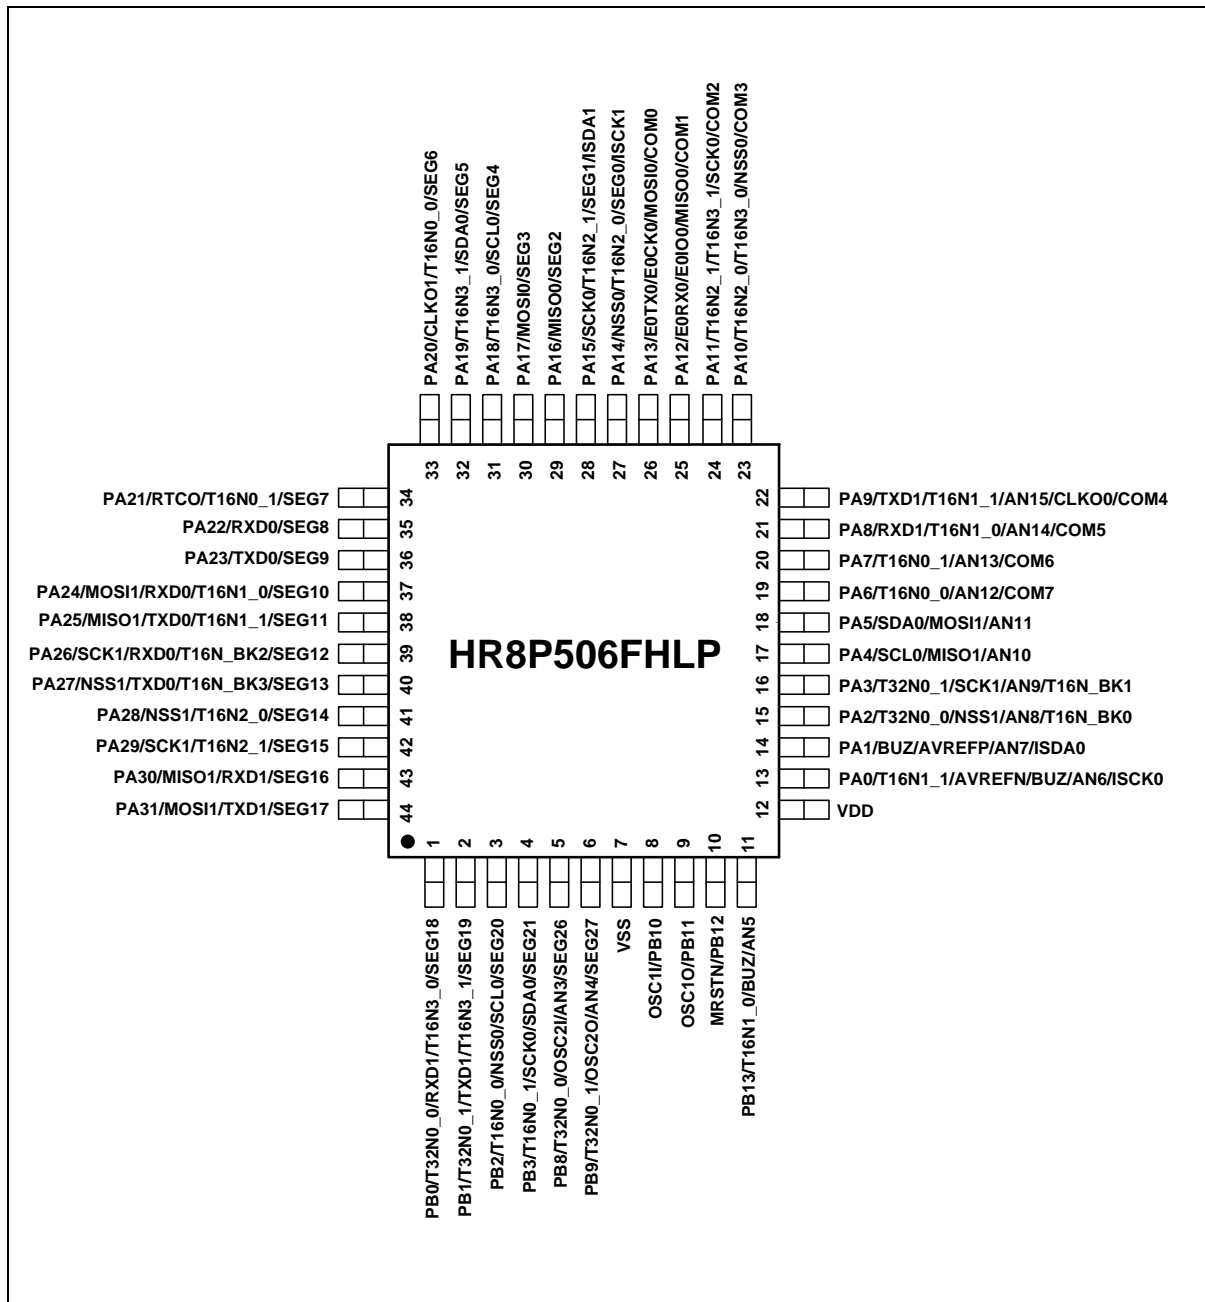 PA20/CLKO1/T16N0_0/SEG6
PA19/T16N3_1/SDA0/SEG5
PA18/T16N3_0/SCL0/SEG4
PA17/MOSI0/SEG3
PA16/MISO0/SEG2
PA15/SCK0/T16N2_1/SEG1/ISDA1
PA14/NSS0/T16N2_0/SEG0/ISCK1
PA13/E0TX0/E0CK0/MOSI0/COM0
PA12/E0RX0/E0IO0/MISO0/COM1
PA11/T16N2_1/T16N3_1/SCK0/COM2
PA10/T16N2_0/T16N3_0/NSS0/COM3
33
32
31
30
29
28
27
26
25
24
23
PA21/RTCO/T16N0_1/SEG7 34
PA22/RXD0/SEG8 35
PA23/TXD0/SEG9 36
PA24/MOSI1/RXD0/T16N1_0/SEG10 37
PA25/MISO1/TXD0/T16N1_1/SEG11 38
PA26/SCK1/RXD0/T16N_BK2/SEG12 39
PA27/NSS1/TXD0/T16N_BK3/SEG13 40
PA28/NSS1/T16N2_0/SEG14 41
PA29/SCK1/T16N2_1/SEG15 42
PA30/MISO1/RXD1/SEG16 43
PA31/MOSI1/TXD1/SEG17 44
HR8P506FHLP
22 PA9/TXD1/T16N1_1/AN15/CLKO0/COM4
21 PA8/RXD1/T16N1_0/AN14/COM5
20 PA7/T16N0_1/AN13/COM6
19 PA6/T16N0_0/AN12/COM7
18 PA5/SDA0/MOSI1/AN11
17 PA4/SCL0/MISO1/AN10
16 PA3/T32N0_1/SCK1/AN9/T16N_BK1
15 PA2/T32N0_0/NSS1/AN8/T16N_BK0
14 PA1/BUZ/AVREFP/AN7/ISDA0
13 PA0/T16N1_1/AVREFN/BUZ/AN6/ISCK0
12 VDD
1
2
3
4
5
6
7
8
9
10
11
PB0/T32N0_0/RXD1/T16N3_0/SEG18
PB1/T32N0_1/TXD1/T16N3_1/SEG19
PB2/T16N0_0/NSS0/SCL0/SEG20
PB3/T16N0_1/SCK0/SDA0/SEG21
PB8/T32N0_0/OSC2I/AN3/SEG26
PB9/T32N0_1/OSC2O/AN4/SEG27
VSS
OSC1I/PB10
OSC1O/PB11
MRSTN/PB12
PB13/T16N1_0/BUZ/AN5